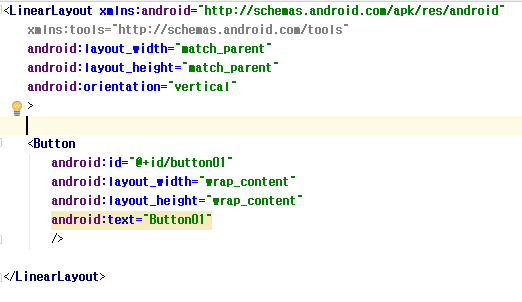 <LinearLayout xmlns:android="http://schemas.android.com/apk/res/android"
xmlns:tools="http://schemas.android.com/tools"
android:layout_width="match_parent"
android:layout_height="match_parent"
android:orientation="vertical"
>
<Button
android:id="@+id/button01"
android:layout_width="wrap_content"
android:layout_height="wrap_content"
android:text="Button01"
/>
</LinearLayout>